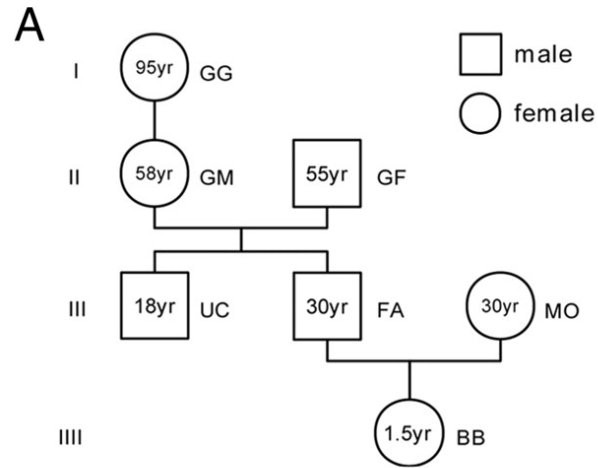 A
I
95yr
GG
male
female
II
58yr
GM
55yr
GF
III
18yr
UC
30yr
FA
30yr
MO
IIII
1.5yr
BB